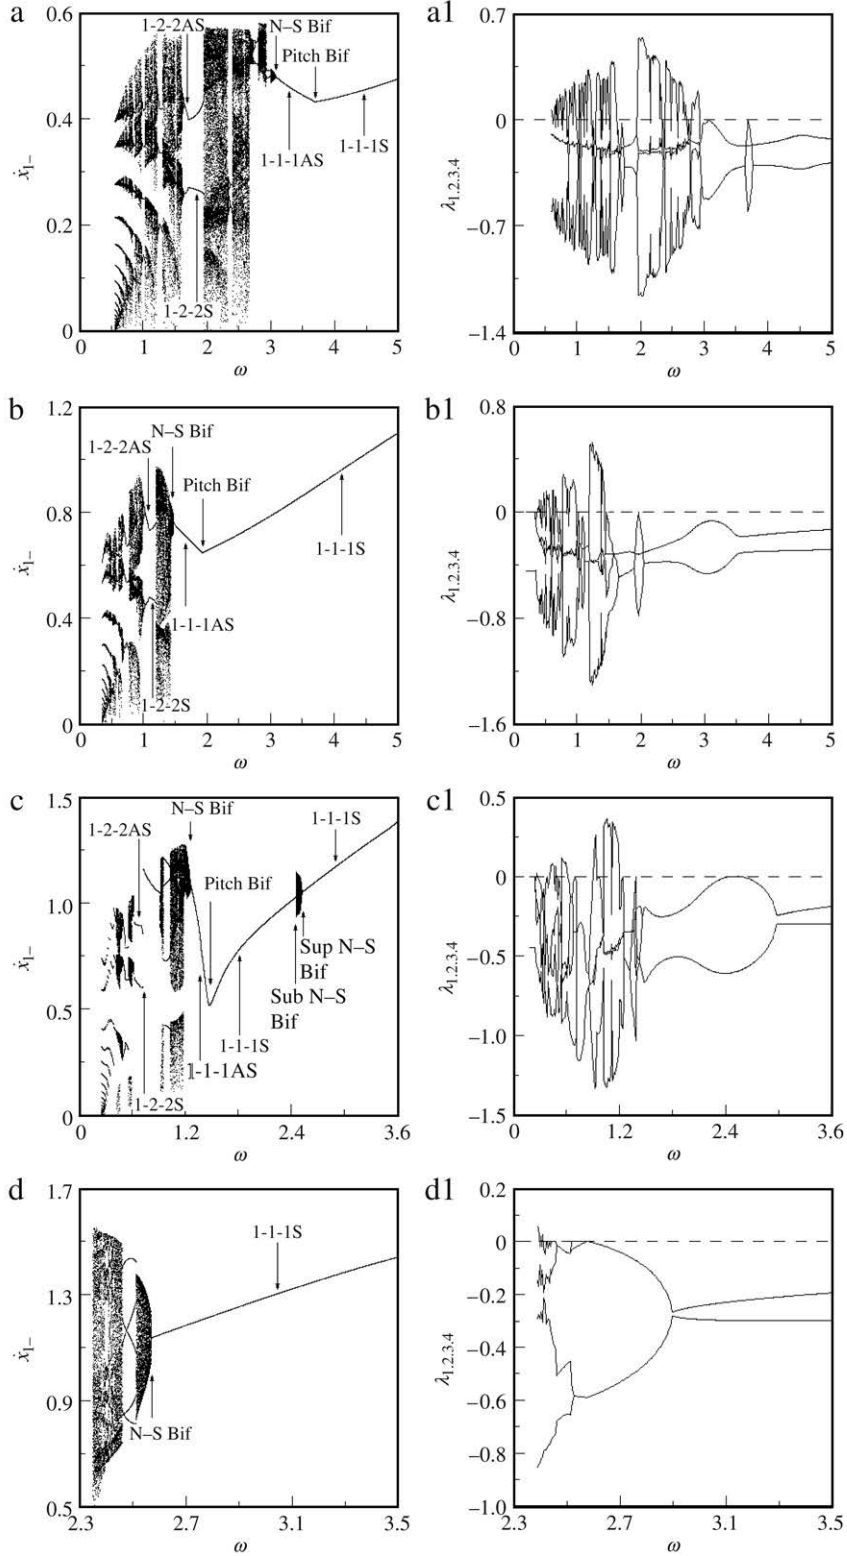 a
0.6
0.4
0.2
0
ẋ1–
1-2-2AS
N–S Bif
Pitch Bif
1-1-1AS
1-1-1S
1-2-2S
0 1 2 3 4 5
ω
a1
0.7
0
–0.7
–1.4
λ1.2.3.4
0 1 2 3 4 5
ω
b
1.2
0.8
0.4
0
ẋ1–
N–S Bif
1-2-2AS
Pitch Bif
1-1-1S
1-1-1AS
1-2-2S
0 1 2 3 4 5
ω
b1
0.8
0
–0.8
–1.6
λ1.2.3.4
0 1 2 3 4 5
ω
c
1.5
1.0
0.5
0
ẋ1–
N–S Bif
1-2-2AS
1-1-1S
Pitch Bif
Sup N–S
Bif
Sub N–S
Bif
1-1-1S
1-1-1AS
1-2-2S
0 1.2 2.4 3.6
ω
c1
0.5
0
–0.5
–1.0
–1.5
λ1.2.3.4
0 1.2 2.4 3.6
ω
d
1.7
1.3
0.9
0.5
ẋ1–
1-1-1S
N–S Bif
2.3 2.7 3.1 3.5
ω
d1
0.2
0
–0.2
–0.4
–0.6
–0.8
–1.0
λ1.2.3.4
2.3 2.7 3.1 3.5
ω